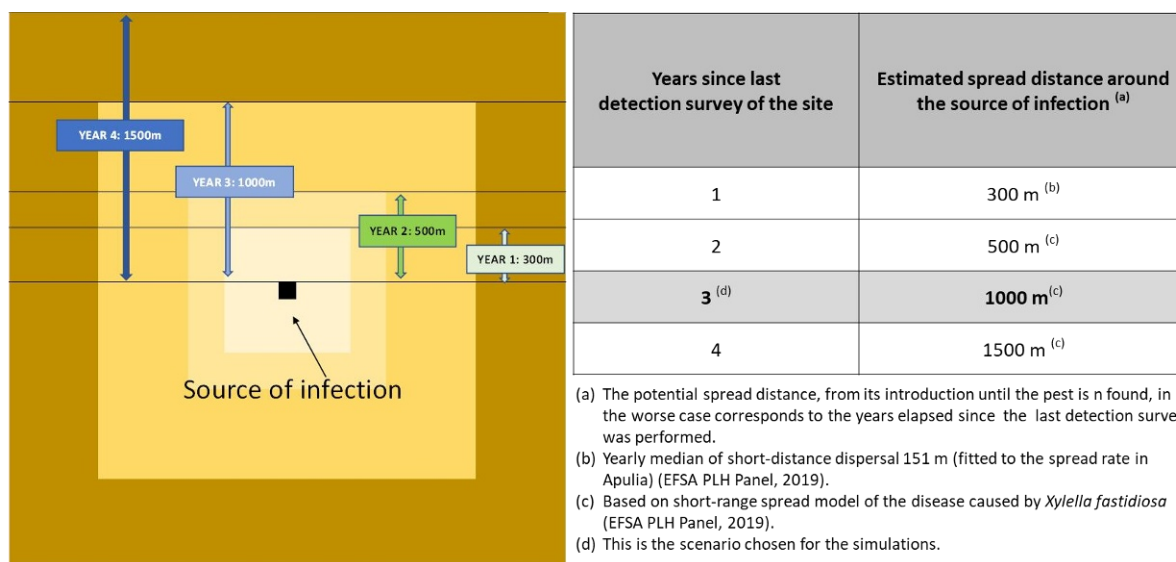 YEAR 4: 1500m
YEAR 3: 1000m
YEAR 2: 500m
YEAR 1: 300m
Source of infection
Years since last
detection survey of the site
Estimated spread distance around
the source of infection (a)
1
300 m (b)
2
500 m (c)
3 (d)
1000 m(c)
4
1500 m (c)
(a) The potential spread distance, from its introduction until the pest is n found, in
the worse case corresponds to the years elapsed since the last detection surve
was performed.
(b) Yearly median of short-distance dispersal 151 m (fitted to the spread rate in
Apulia) (EFSA PLH Panel, 2019).
(c) Based on short-range spread model of the disease caused by Xylella fastidiosa
(EFSA PLH Panel, 2019).
(d) This is the scenario chosen for the simulations.